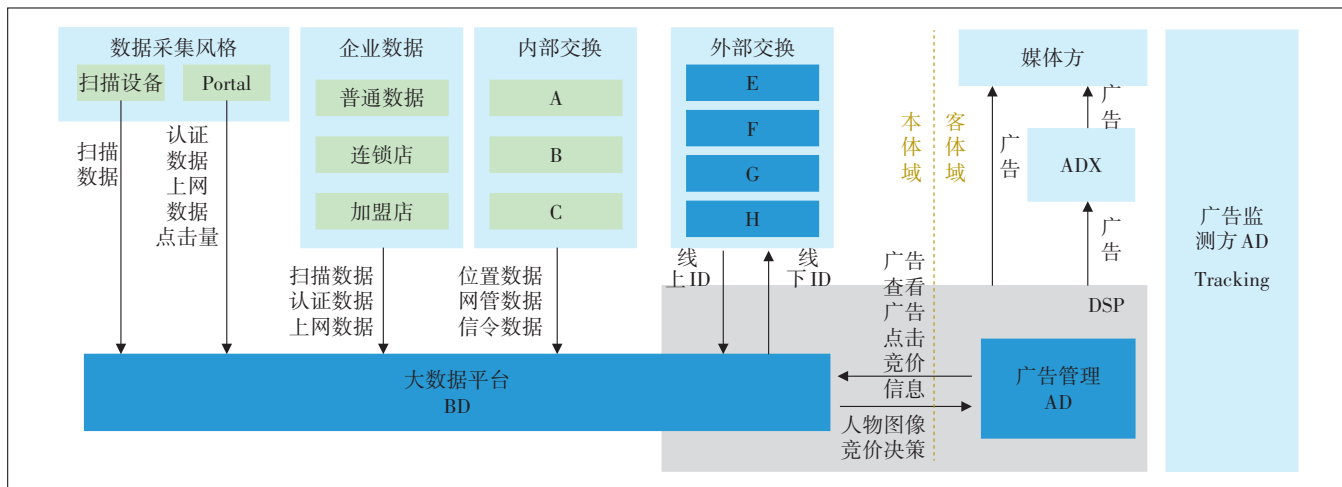 数据采集风格
扫描设备
Portal
扫描
数据
认证
数据
上网
数据
点击量
企业数据
普通数据
连锁店
加盟店
扫描数据
认证数据
上网数据
内部交换
A
B
C
位置数据
网管数据
信令数据
外部交换
E
F
G
H
线
上ID
线
下ID
本体域
客体域
媒体方
广告
广告
ADX
广告
DSP
广告
查看
广告
点击
竞价
信息
大数据平台
BD
人物图像
竞价决策
广告管理
AD
广告监
测方AD
Tracking